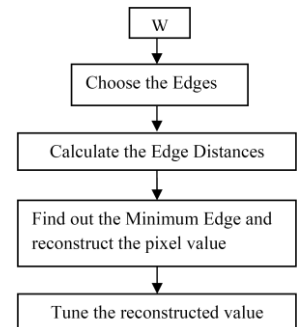 W
Choose the Edges
Calculate the Edge Distances
Find out the Minimum Edge and
reconstruct the pixel value
Tune the reconstructed value